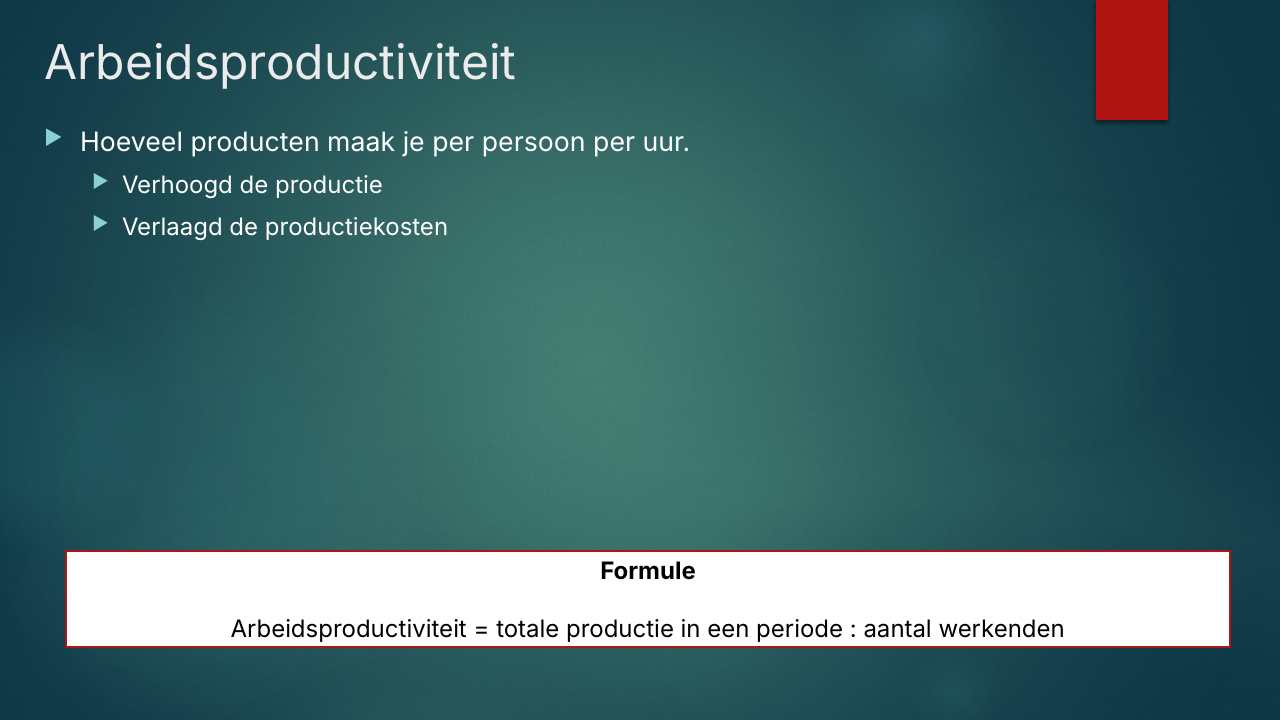 Arbeidsproductiviteit
Hoeveel producten maak je per persoon per uur.
Verhoogd de productie
Verlaagd de productiekosten
Formule
Arbeidsproductiviteit = totale productie in een periode : aantal werkenden